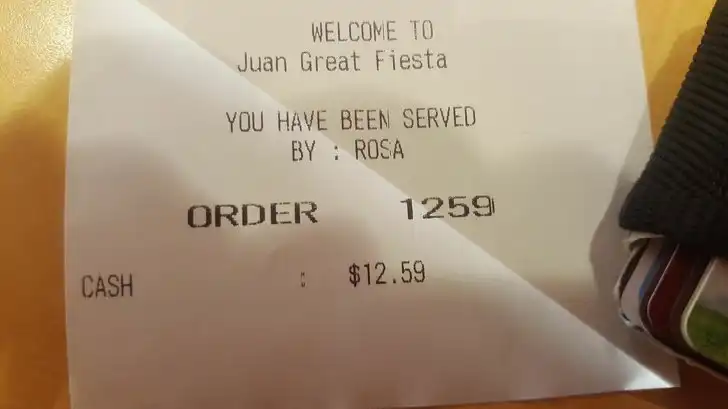 WELCOME TO
Juan Great Fiesta
YOU HAVE BEEN SERVED
BY : ROSA
ORDER 1259
CASH : $12.59